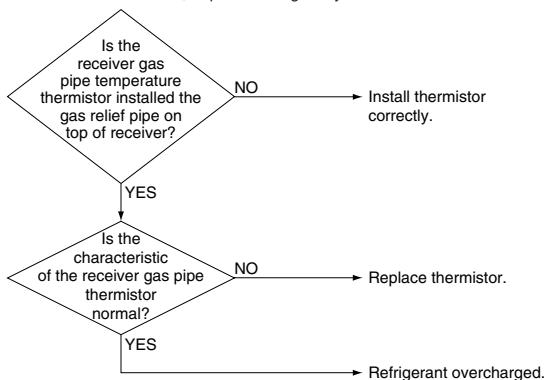 Is the
receiver gas
pipe temperature
thermistor installed the
gas relief pipe on
top of receiver?
NO
Install thermistor
correctly.
YES
Is the
characteristic
of the receiver gas pipe
thermistor
normal?
NO
Replace thermistor.
YES
Refrigerant overcharged.